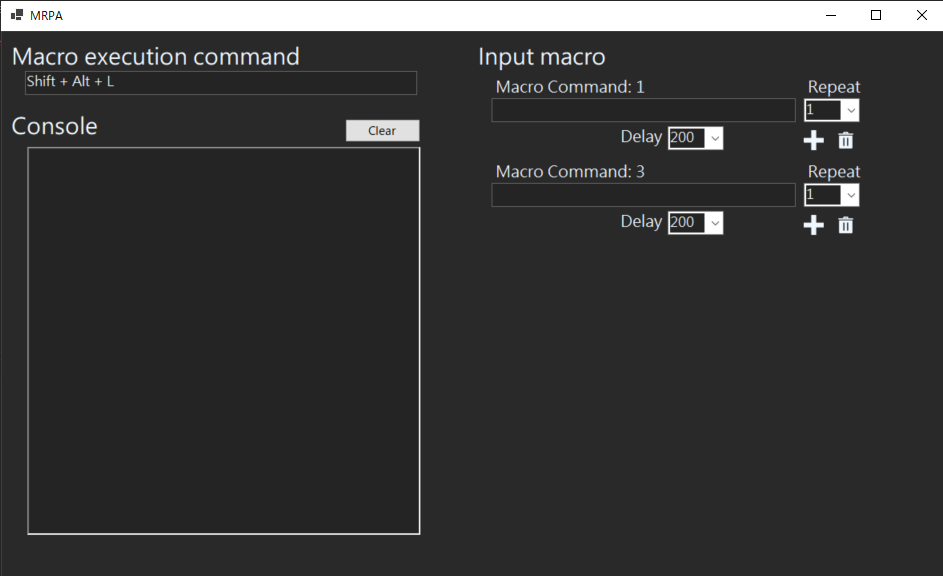 MRPA
Macro execution command
Shift + Alt + L
Console
Clear
Input macro
Macro Command: 1
Repeat
1
Delay
200
Macro Command: 3
Repeat
1
Delay
200